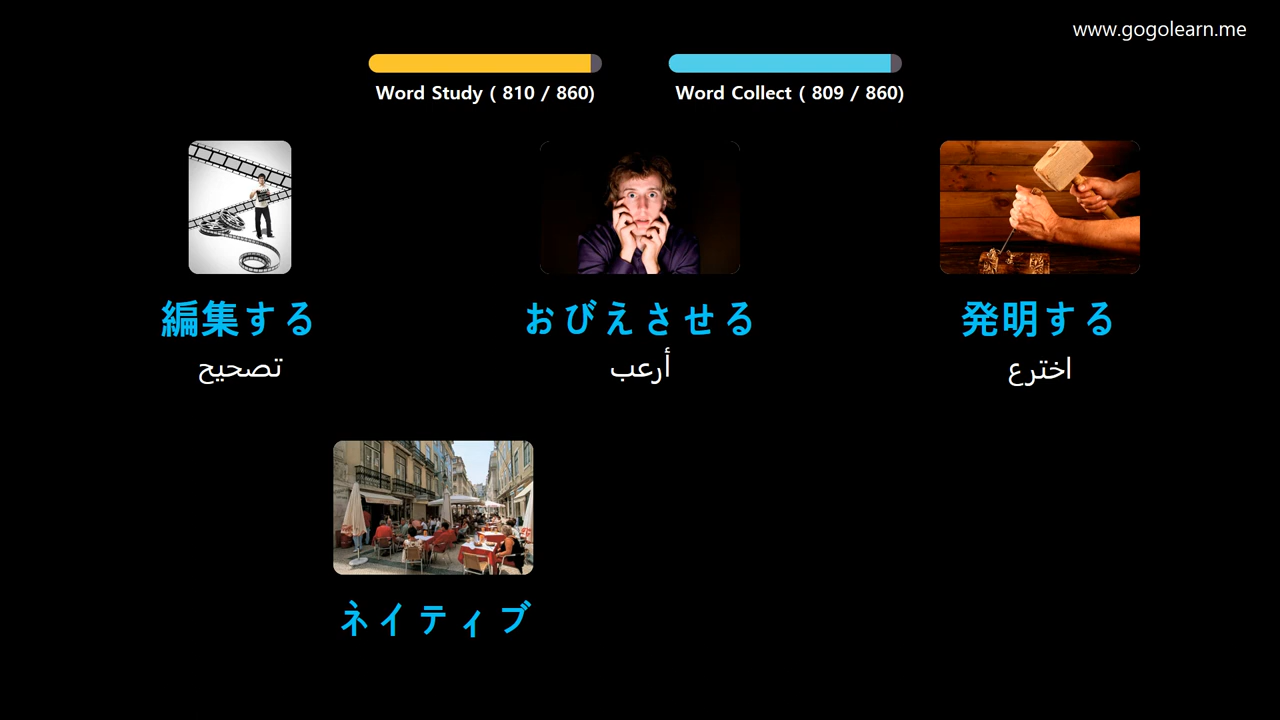 www.gogolearn.me
Word Study ( 810 / 860)
Word Collect ( 809 / 860)
編集する
おびえさせる
発明する
تصحيح
أرعب
اخترع
ネイティブ